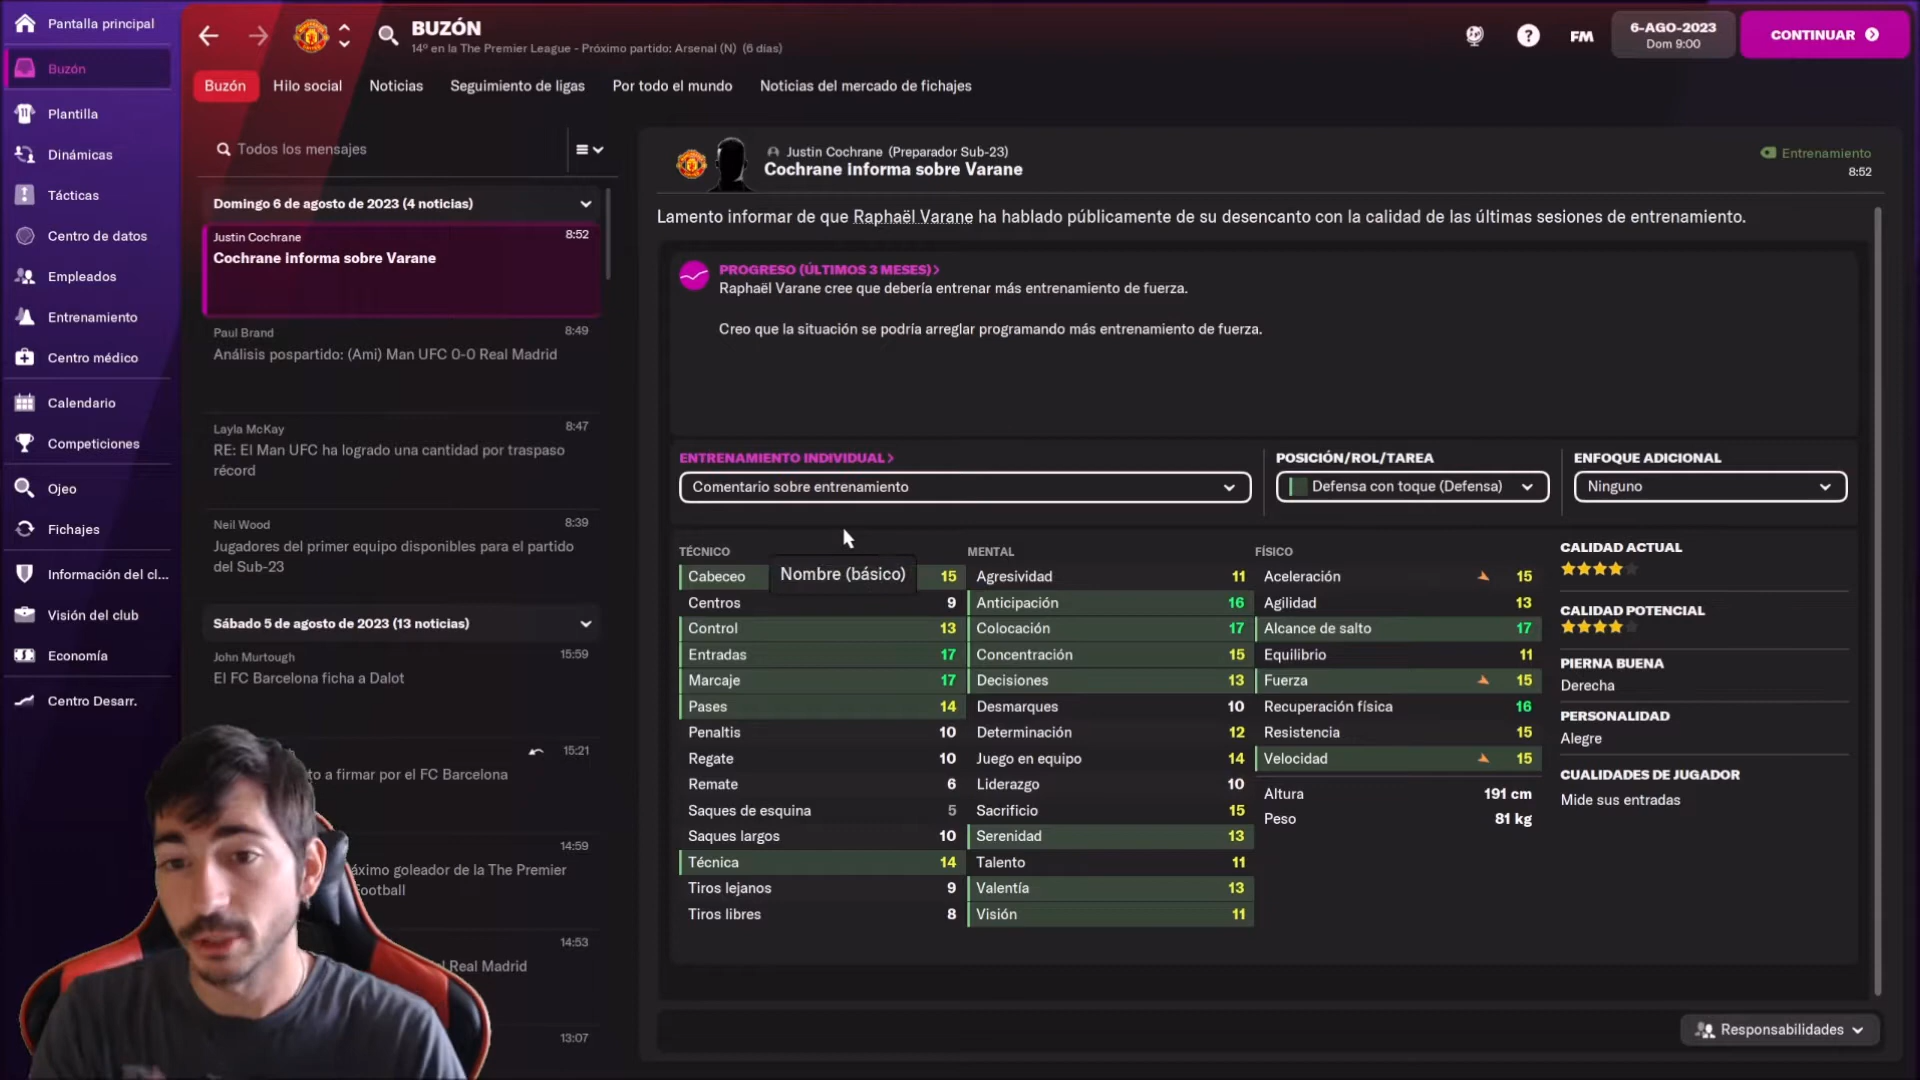 Pantalla principal
Buzón
Plantilla
Dinámicas
Tácticas
Centro de datos
Empleados
Entrenamiento
Centro médico
Calendario
Competiciones
Ojeo
Fichajes
Información del cl...
Visión del club
Economía
Centro Desarr.
BUZÓN
14º en la The Premier League - Próximo partido: Arsenal (N) (6 días)
FM
6-AGO-2023
Dom 9:00
CONTINUAR
Buzón Hilo social Noticias Seguimiento de ligas Por todo el mundo Noticias del mercado de fichajes
Todos los mensajes
Domingo 6 de agosto de 2023 (4 noticias)
Justin Cochrane 8:52
Cochrane informa sobre Varane
Paul Brand 8:49
Análisis pospartido: (Ami) Man UFC 0-0 Real Madrid
Layla McKay 8:47
RE: El Man UFC ha logrado una cantidad por traspaso
récord
Neil Wood 8:39
Jugadores del primer equipo disponibles para el partido
del Sub-23
Sábado 5 de agosto de 2023 (13 noticias)
John Murtough 15:59
El FC Barcelona ficha a Dalot
15:21
a firmar por el FC Barcelona
14:59
goleador de la The Premier
Football
14:53
Real Madrid
13:07
Justin Cochrane (Preparador Sub-23)
Cochrane informa sobre Varane
Entrenamiento
8:52
Lamento informar de que Raphaël Varane ha hablado públicamente de su desencanto con la calidad de las últimas sesiones de entrenamiento.
PROGRESO (ÚLTIMOS 3 MESES)>
Raphaël Varane cree que debería entrenar más entrenamiento de fuerza.
Creo que la situación se podría arreglar programando más entrenamiento de fuerza.
ENTRENAMIENTO INDIVIDUAL>
Comentario sobre entrenamiento
POSICIÓN/ROL/TAREA
Defensa con toque (Defensa)
ENFOQUE ADICIONAL
Ninguno
Nombre (básico)
TÉCNICO
Cabeceo 15
Centros 9
Control 13
Entradas 17
Marcaje 17
Pases 14
Penaltis 10
Regate 10
Remate 6
Saques de esquina 5
Saques largos 10
Técnica 14
Tiros lejanos 9
Tiros libres 8
MENTAL
Agresividad 11
Anticipación 16
Colocación 17
Concentración 15
Decisiones 13
Desmarques 10
Determinación 12
Juego en equipo 14
Liderazgo 10
Sacrificio 15
Serenidad 13
Talento 11
Valentía 13
Visión 11
FÍSICO
Aceleración 15
Agilidad 13
Alcance de salto 17
Equilibrio 11
Fuerza 15
Recuperación física 16
Resistencia 15
Velocidad 15
Altura 191 cm
Peso 81 kg
CALIDAD ACTUAL
CALIDAD POTENCIAL
PIERNA BUENA
Derecha
PERSONALIDAD
Alegre
CUALIDADES DE JUGADOR
Mide sus entradas
Responsabilidades